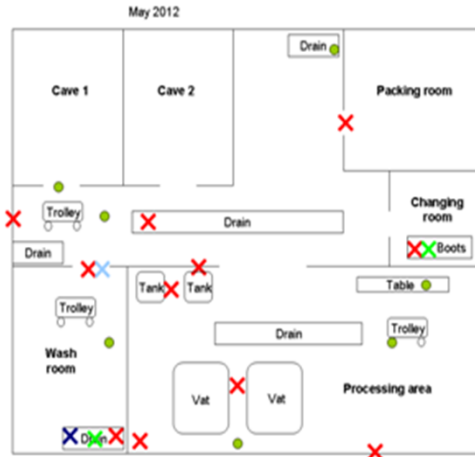 May 2012
Drain
Cave 1
Cave 2
Packing room
Changing
room
Trolley
Drain
Boots
Drain
Tank
Tank
Table
Trolley
Drain
Trolley
Wash
room
Processing area
Vat
Vat
Drain